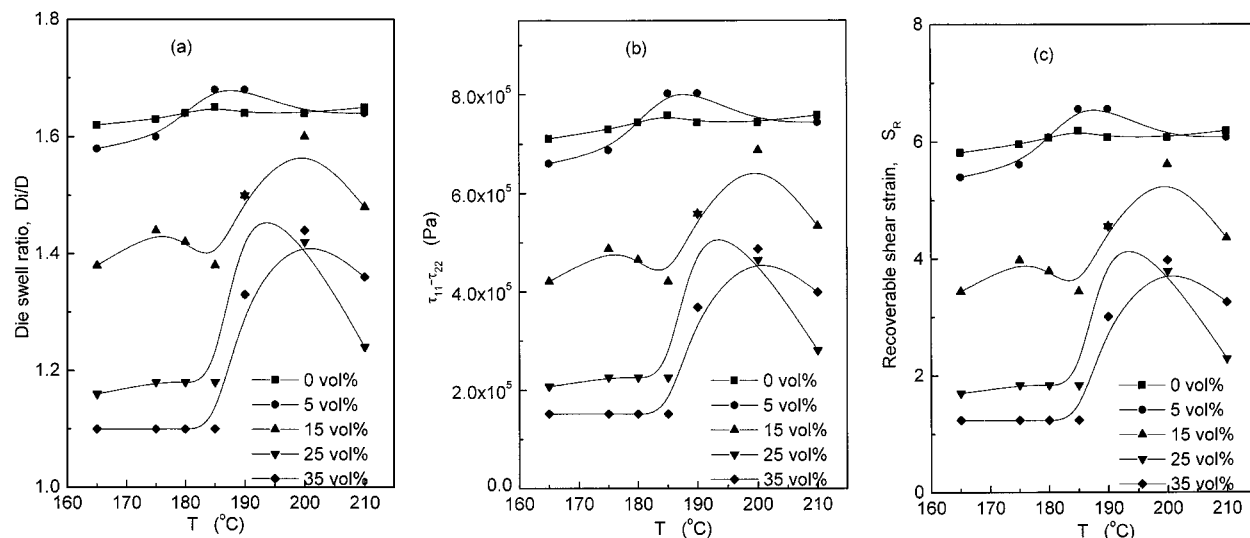 (a)
Die swell ratio, Di/D
1.8
1.6
1.4
1.2
1.0
0 vol%
5 vol%
15 vol%
25 vol%
35 vol%
160 170 180 190 200 210
T (°C)
(b)
τ11-τ22 (Pa)
8.0x10⁵
6.0x10⁵
4.0x10⁵
2.0x10⁵
0.0
0 vol%
5 vol%
15 vol%
25 vol%
35 vol%
160 170 180 190 200 210
T (°C)
(c)
Recoverable shear strain, SR
8
6
4
2
0
0 vol%
5 vol%
15 vol%
25 vol%
35 vol%
160 170 180 190 200 210
T (°C)